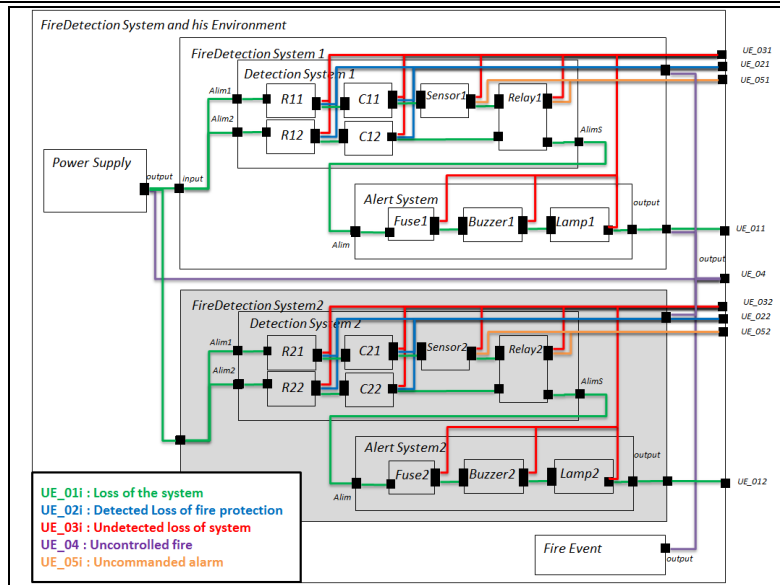 FireDetection System and his Environment
FireDetection System 1
Detection System 1
UE_031
UE_021
UE_051
Alim1
R11
C11
Sensor1
Relay1
Alim2
R12
C12
AlimS
Power Supply
output
input
Alert System
output
Fuse1
Buzzer1
Lamp1
Alim
UE_011
output
UE_04
FireDetection System2
UE_032
Detection System 2
UE_022
UE_052
Alim1
R21
C21
Sensor2
Relay2
Alim2
R22
C22
AlimS
Alert System2
output
Fuse2
Buzzer2
Lamp2
Alim
UE_012
UE_01i : Loss of the system
UE_02i : Detected Loss of fire protection
UE_03i : Undetected loss of system
UE_04 : Uncontrolled fire
UE_05i : Uncommanded alarm
Fire Event
output